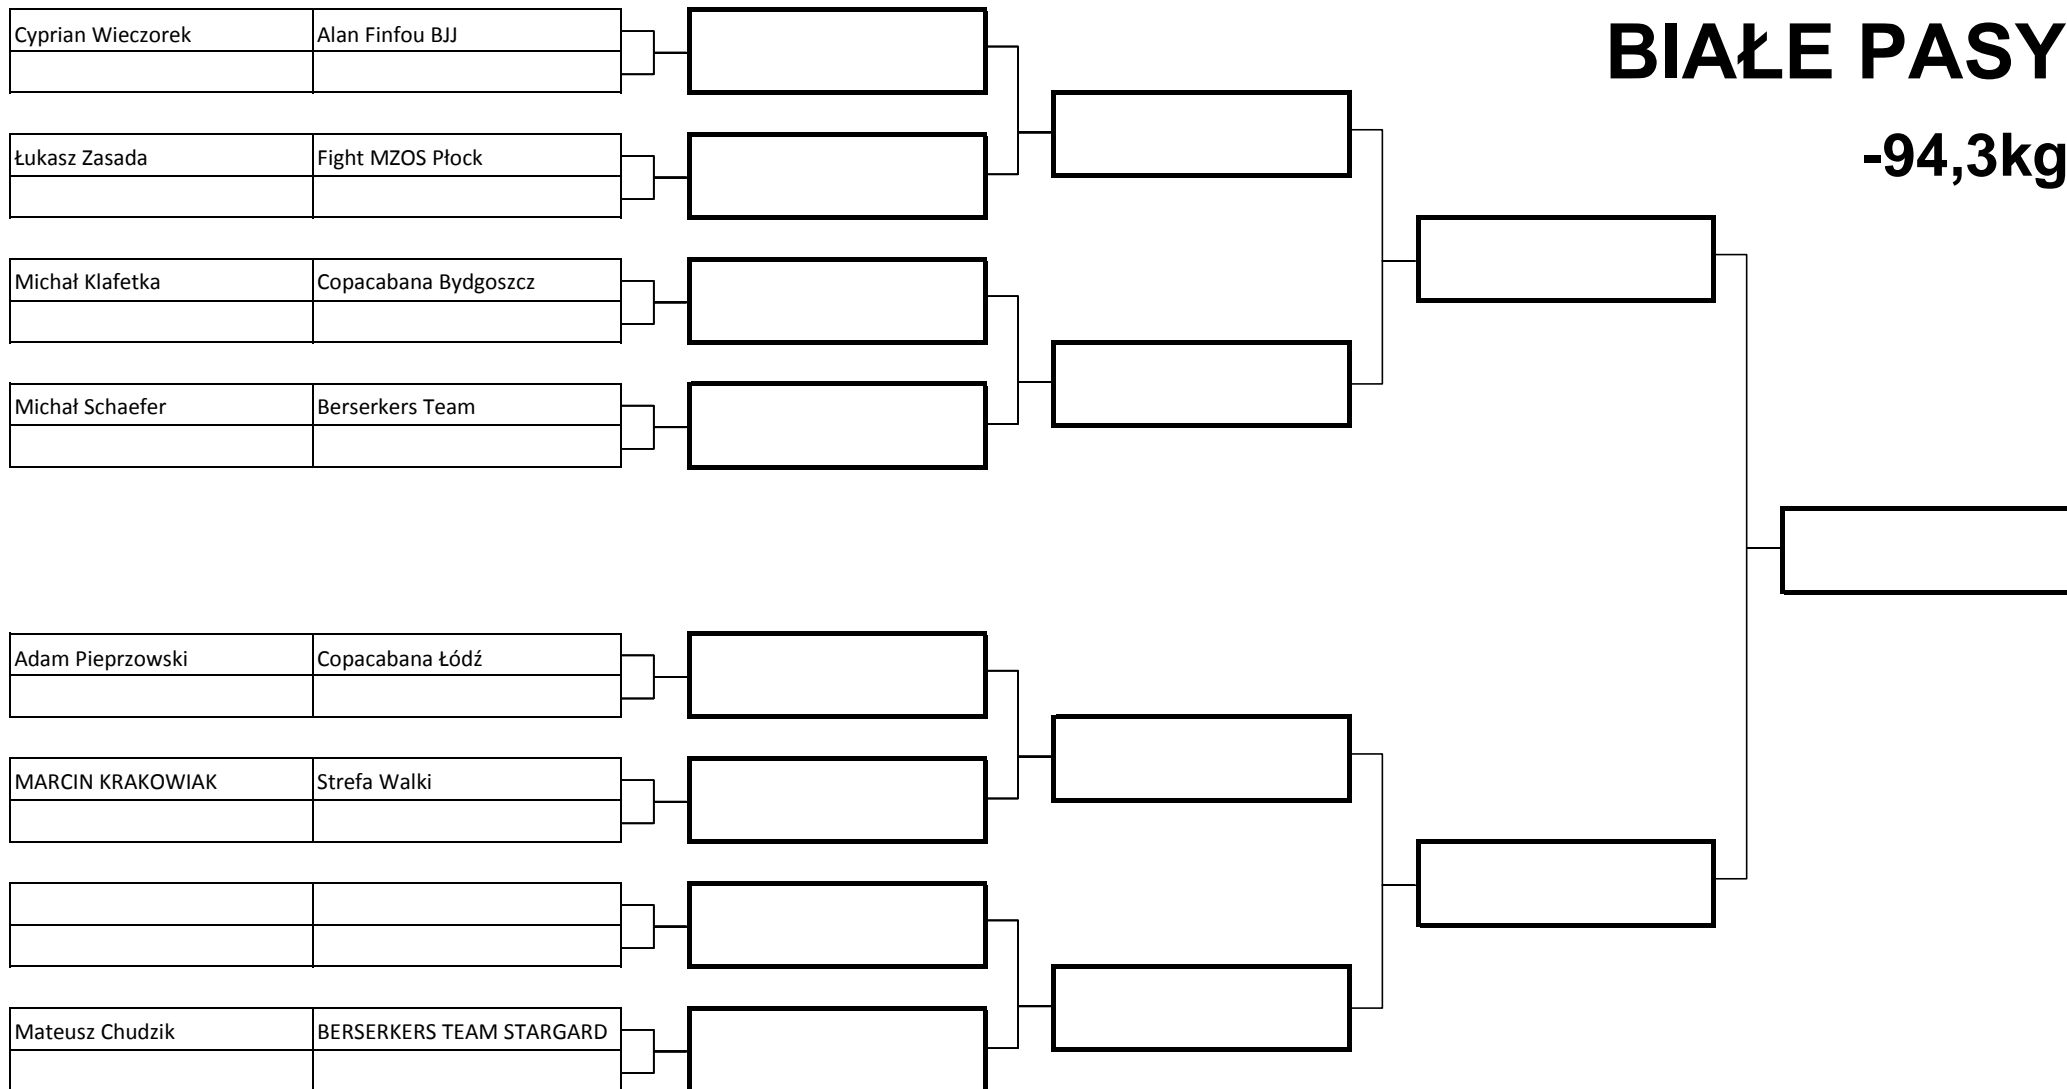 BIAŁE PASY
-94,3kg
Cyprian Wieczorek Alan Finfou BJJ
Łukasz Zasada Fight MZOS Płock
Michał Klafetka Copacabana Bydgoszcz
Michał Schaefer Berserkers Team
Adam Pieprzowski Copacabana Łódź
MARCIN KRAKOWIAK Strefa Walki
Mateusz Chudzik BERSERKERS TEAM STARGARD